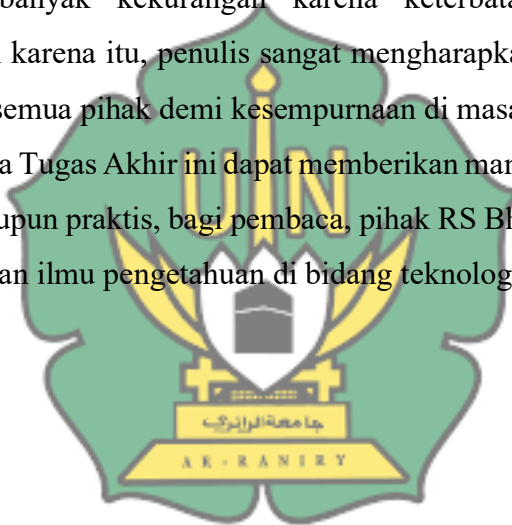 banyak kekurangan karena keterbata
karena itu, penulis sangat mengharapka
semua pihak demi kesempurnaan di masa
a Tugas Akhir ini dapat memberikan man
upun praktis, bagi pembaca, pihak RS Bh
an ilmu pengetahuan di bidang teknolog
UIN
جامعة الرانري
AR-RANIRY